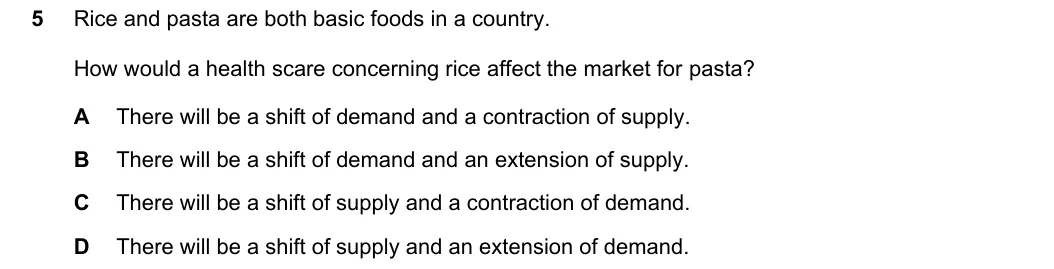 5 Rice and pasta are both basic foods in a country.
How would a health scare concerning rice affect the market for pasta?
A There will be a shift of demand and a contraction of supply.
B There will be a shift of demand and an extension of supply.
C There will be a shift of supply and a contraction of demand.
D There will be a shift of supply and an extension of demand.